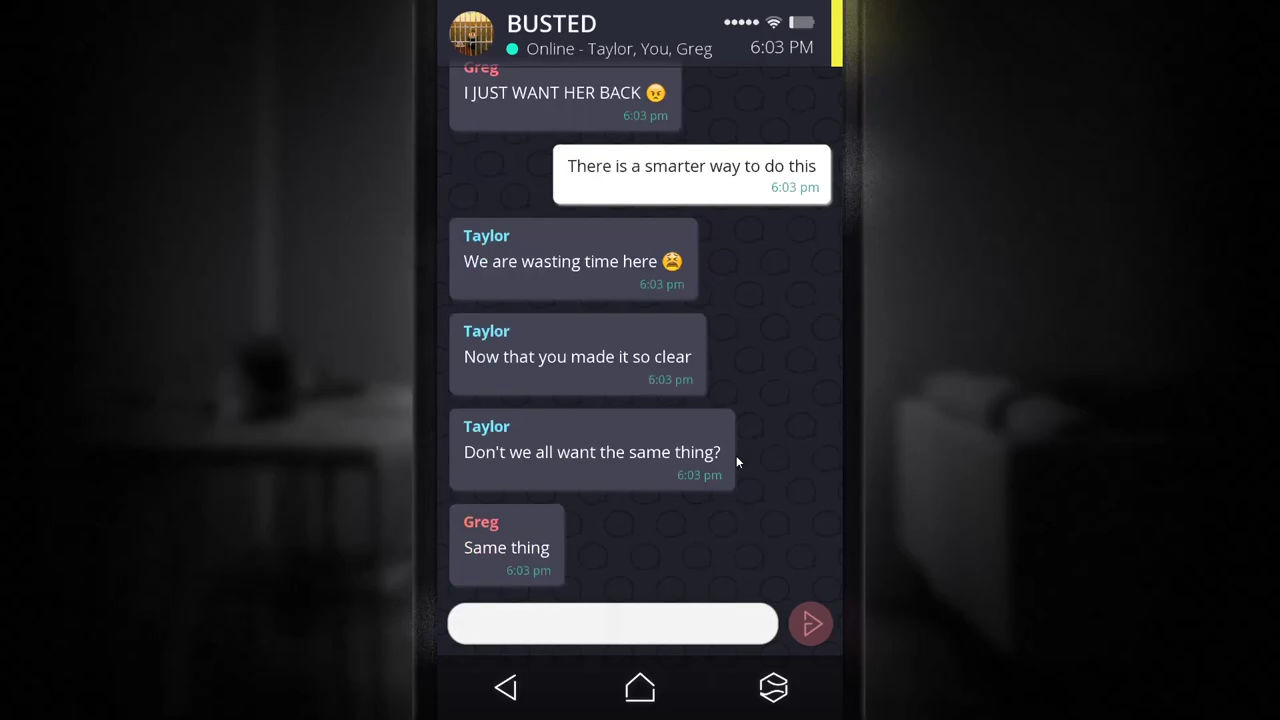 BUSTED
Online - Taylor, You, Greg
6:03 PM
Greg
I JUST WANT HER BACK 😠
6:03 pm
There is a smarter way to do this
6:03 pm
Taylor
We are wasting time here 😫
6:03 pm
Taylor
Now that you made it so clear
6:03 pm
Taylor
Don't we all want the same thing?
6:03 pm
Greg
Same thing
6:03 pm